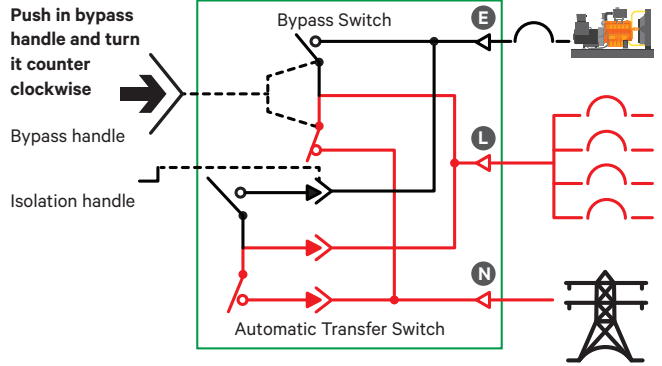 Push in bypass
handle and turn
it counter
clockwise
Bypass handle
Isolation handle
Bypass Switch
E
L
N
Automatic Transfer Switch